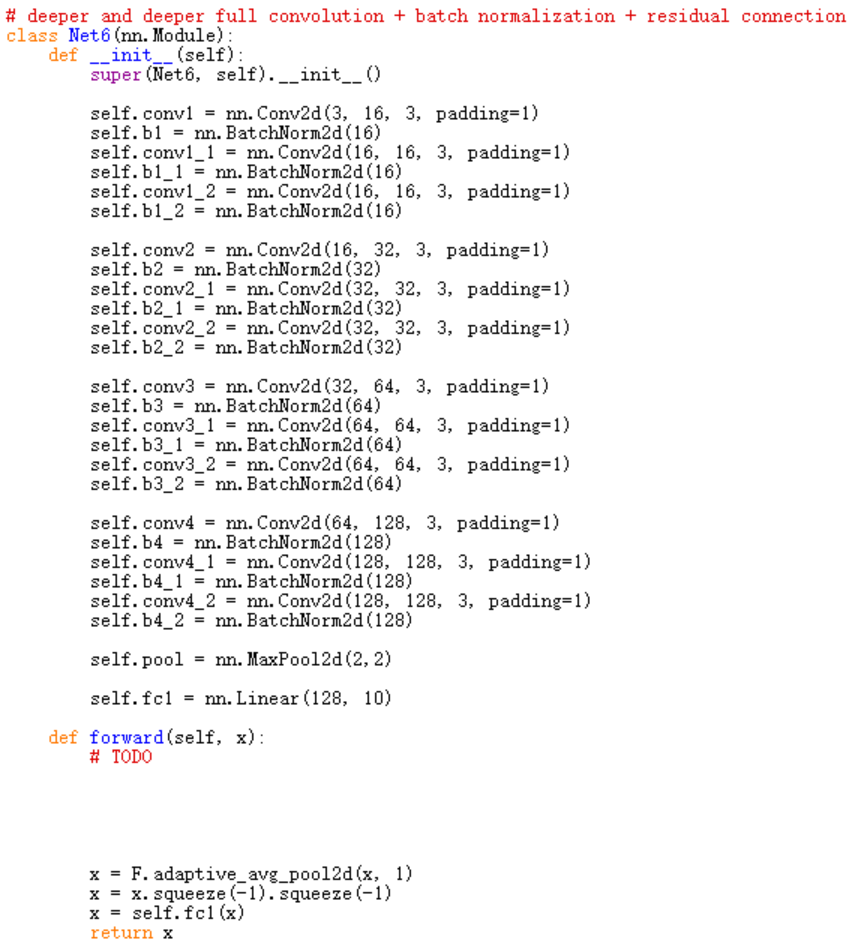 # deeper and deeper full convolution + batch normalization + residual connection
class Net6(nn.Module):
    def __init__(self):
        super(Net6, self).__init__()

        self.conv1 = nn.Conv2d(3, 16, 3, padding=1)
        self.b1 = nn.BatchNorm2d(16)
        self.conv1_1 = nn.Conv2d(16, 16, 3, padding=1)
        self.b1_1 = nn.BatchNorm2d(16)
        self.conv1_2 = nn.Conv2d(16, 16, 3, padding=1)
        self.b1_2 = nn.BatchNorm2d(16)

        self.conv2 = nn.Conv2d(16, 32, 3, padding=1)
        self.b2 = nn.BatchNorm2d(32)
        self.conv2_1 = nn.Conv2d(32, 32, 3, padding=1)
        self.b2_1 = nn.BatchNorm2d(32)
        self.conv2_2 = nn.Conv2d(32, 32, 3, padding=1)
        self.b2_2 = nn.BatchNorm2d(32)

        self.conv3 = nn.Conv2d(32, 64, 3, padding=1)
        self.b3 = nn.BatchNorm2d(64)
        self.conv3_1 = nn.Conv2d(64, 64, 3, padding=1)
        self.b3_1 = nn.BatchNorm2d(64)
        self.conv3_2 = nn.Conv2d(64, 64, 3, padding=1)
        self.b3_2 = nn.BatchNorm2d(64)

        self.conv4 = nn.Conv2d(64, 128, 3, padding=1)
        self.b4 = nn.BatchNorm2d(128)
        self.conv4_1 = nn.Conv2d(128, 128, 3, padding=1)
        self.b4_1 = nn.BatchNorm2d(128)
        self.conv4_2 = nn.Conv2d(128, 128, 3, padding=1)
        self.b4_2 = nn.BatchNorm2d(128)

        self.pool = nn.MaxPool2d(2,2)

        self.fc1 = nn.Linear(128, 10)

    def forward(self, x):
        # TODO

        x = F.adaptive_avg_pool2d(x, 1)
        x = x.squeeze(-1).squeeze(-1)
        x = self.fc1(x)
        return x